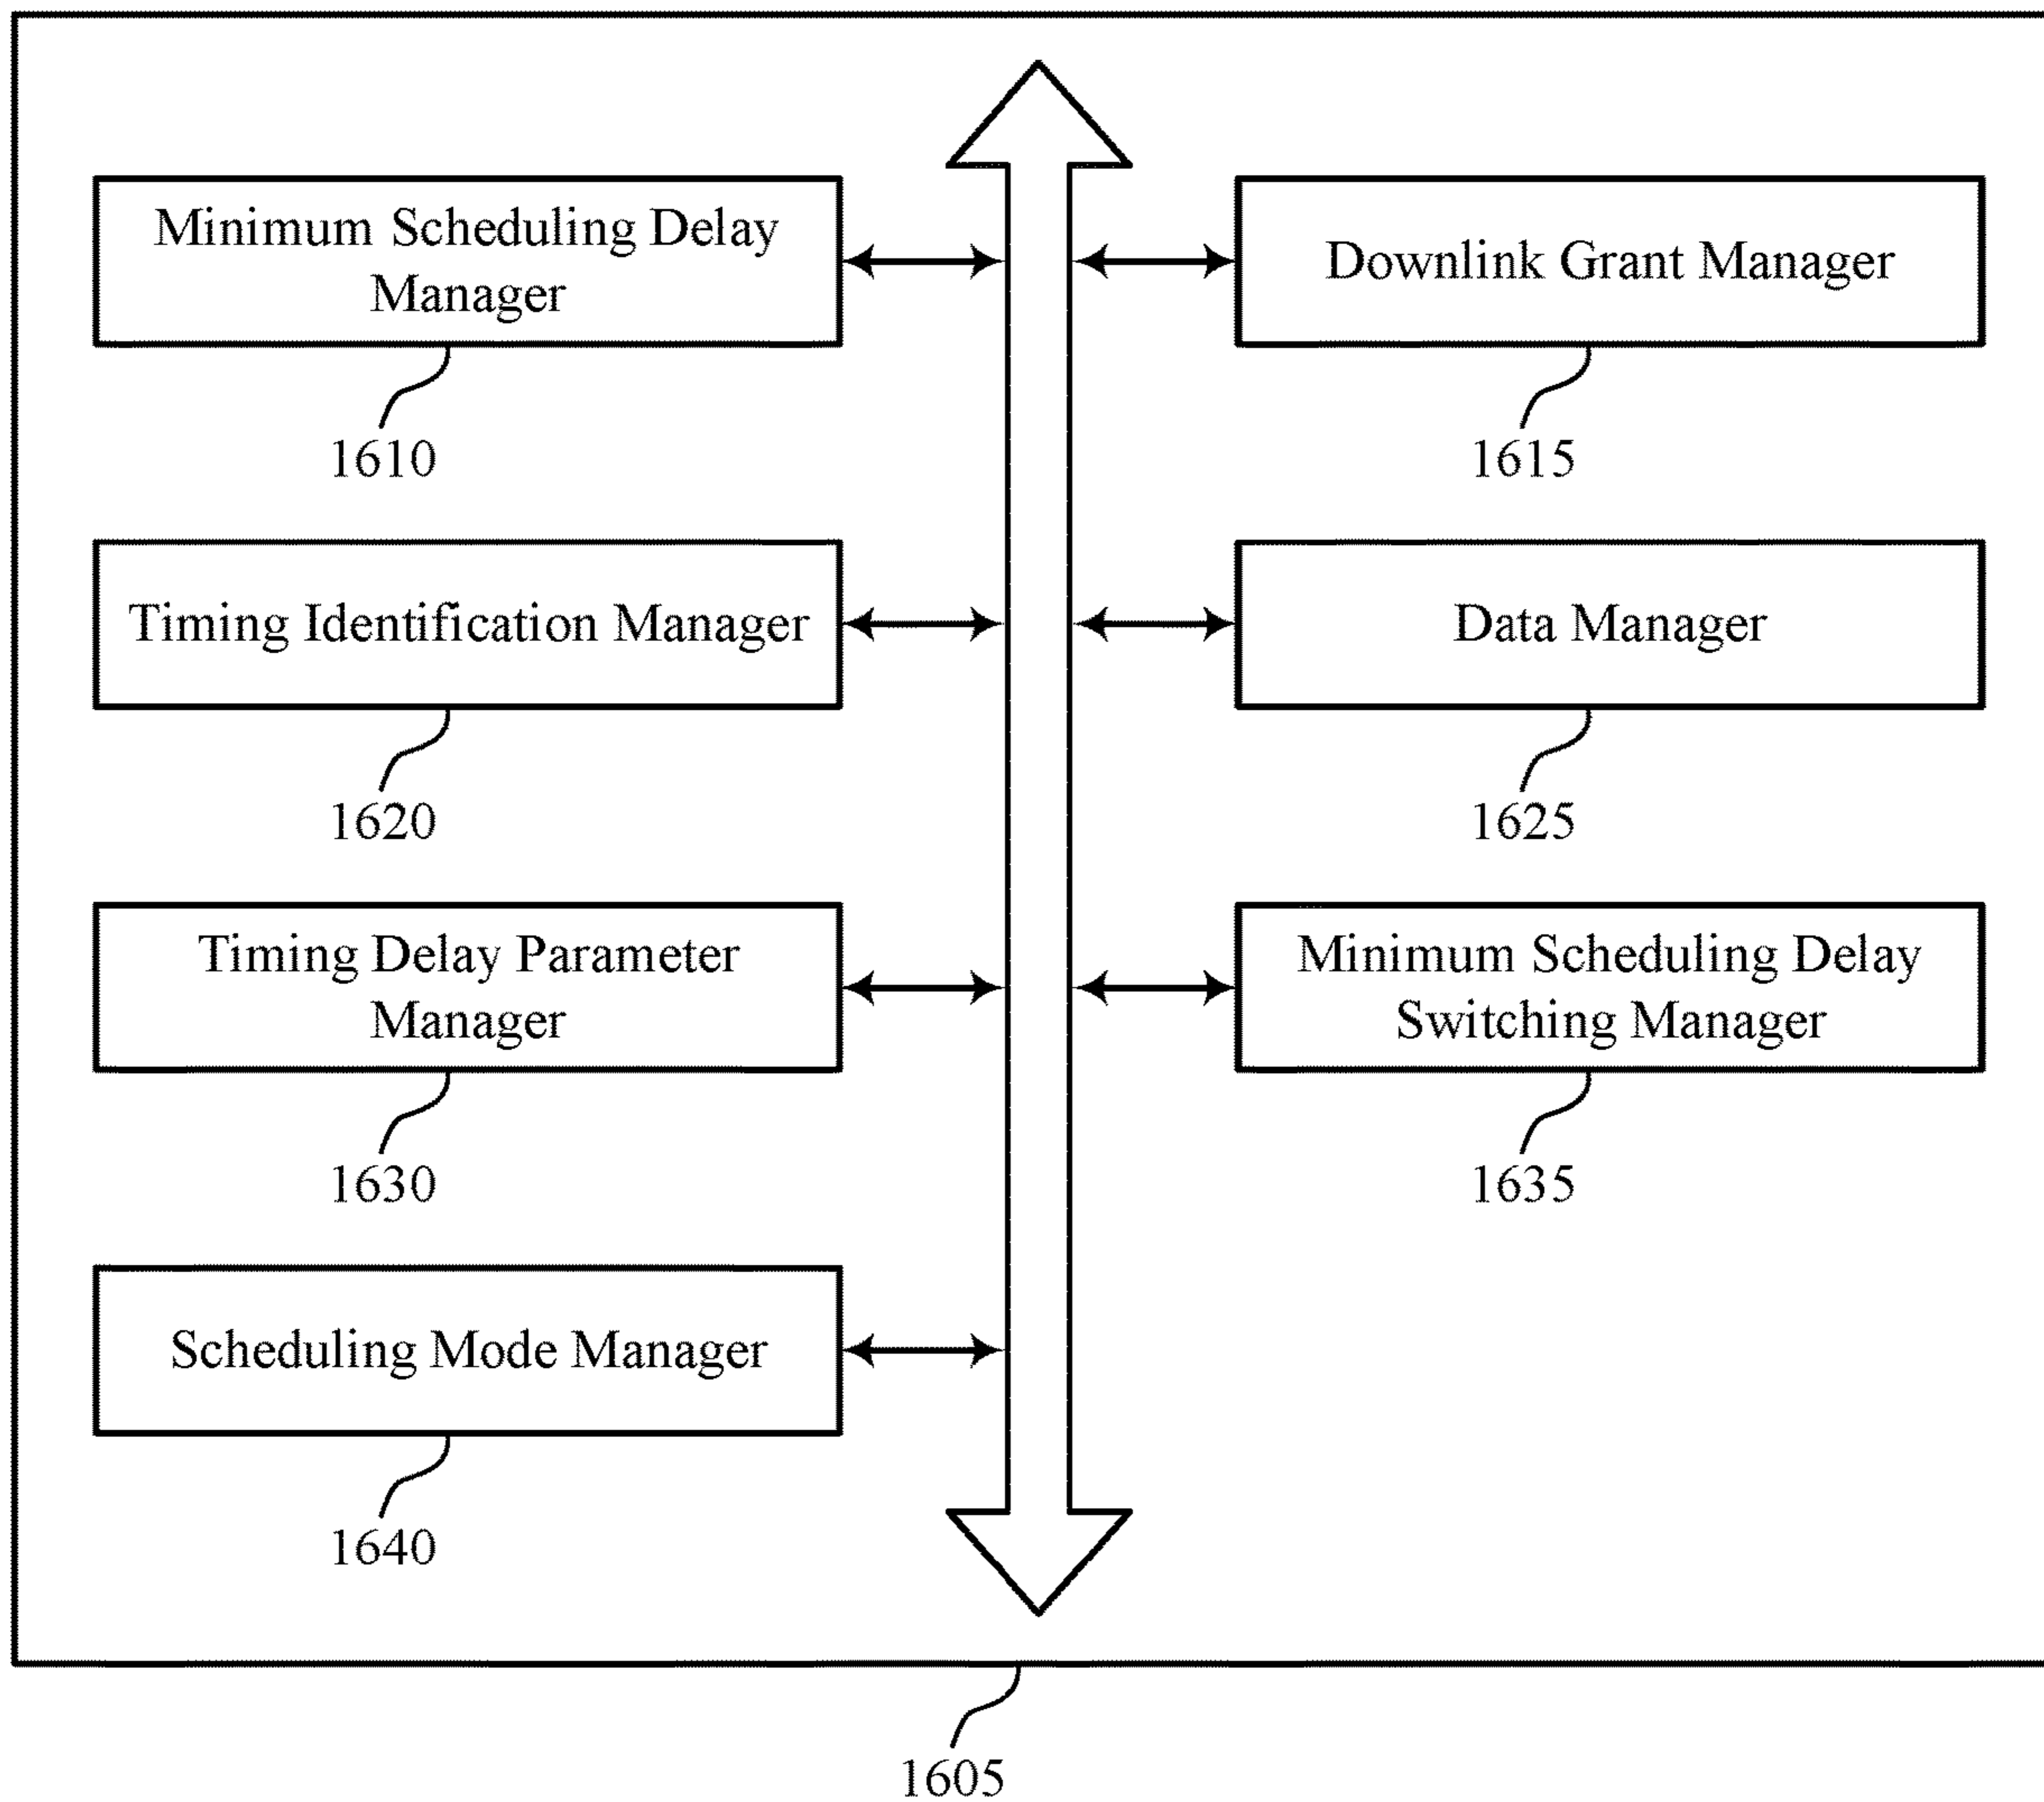 Minimum Scheduling Delay
Manager
1610
Downlink Grant Manager
1615
Timing Identification Manager
1620
Data Manager
1625
Timing Delay Parameter
Manager
1630
Minimum Scheduling Delay
Switching Manager
1635
Scheduling Mode Manager
1640
1605